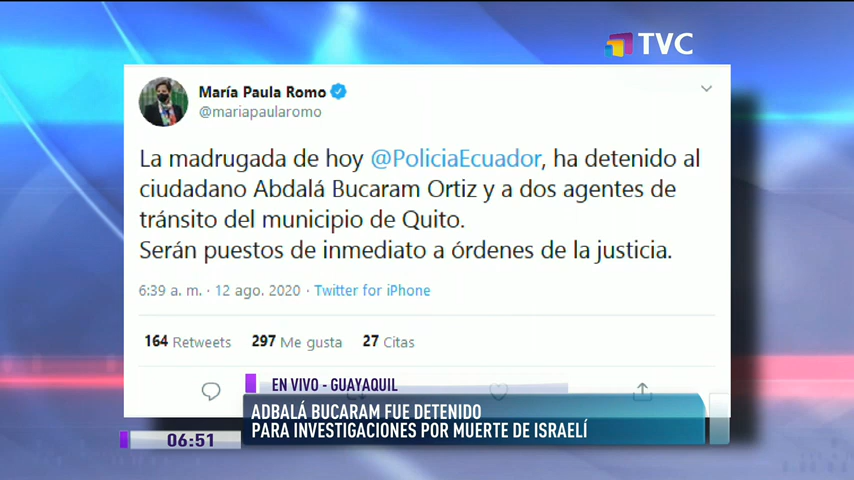 TVC
María Paula Romo
@mariapaularomo
La madrugada de hoy @PoliciaEcuador, ha detenido al
ciudadano Abdalá Bucaram Ortiz y a dos agentes de
tránsito del municipio de Quito.
Serán puestos de inmediato a órdenes de la justicia.
6:39 a. m. · 12 ago. 2020 · Twitter for iPhone
164 Retweets 297 Me gusta 27 Citas
EN VIVO - GUAYAQUIL
ADBALÁ BUCARAM FUE DETENIDO
PARA INVESTIGACIONES POR MUERTE DE ISRAELÍ
06:51